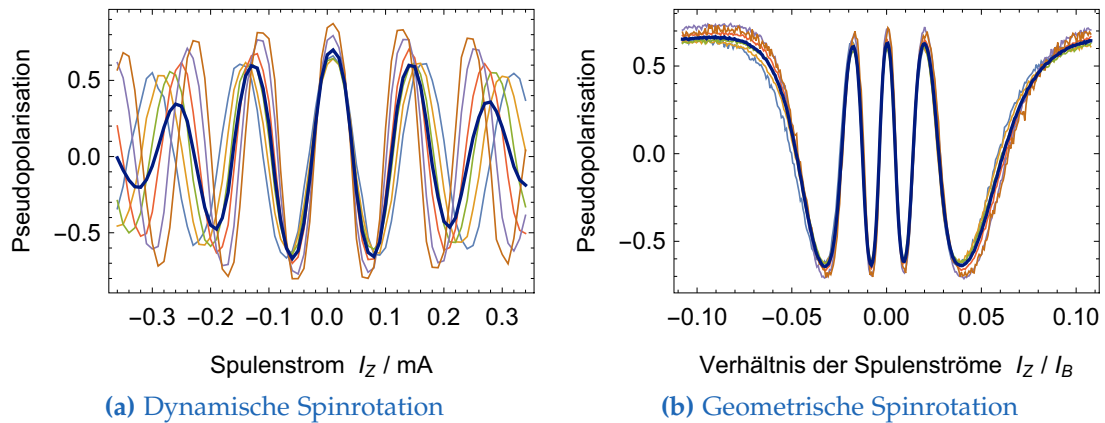 Pseudopolarisation
0.5
0.0
−0.5
−0.3 −0.2 −0.1 0.0 0.1 0.2 0.3
Spulenstrom I_Z / mA
(a) Dynamische Spinrotation
Pseudopolarisation
0.5
0.0
−0.5
−0.10 −0.05 0.00 0.05 0.10
Verhältnis der Spulenströme I_Z / I_B
(b) Geometrische Spinrotation